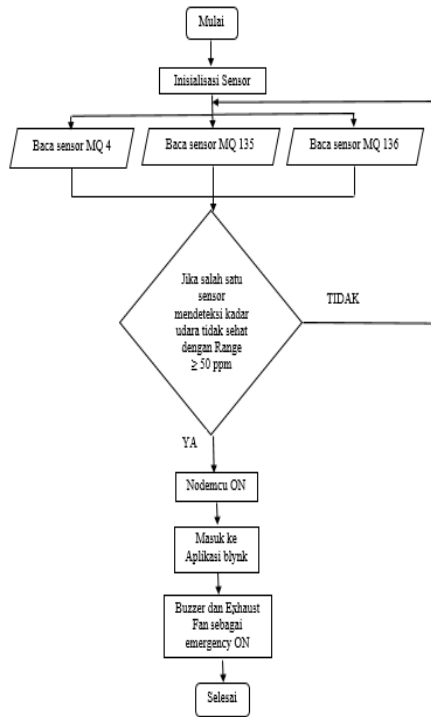 Mulai
Inisialisasi Sensor
Baca sensor MQ 4
Baca sensor MQ 135
Baca sensor MQ 136
Jika salah satu
sensor
mendeteksi kadar
udara tidak sehat
dengan Range
≥ 50 ppm
TIDAK
YA
Nodemcu ON
Masuk ke
Aplikasi blynk
Buzzer dan Exhaust
Fan sebagai
emergency ON
Selesai